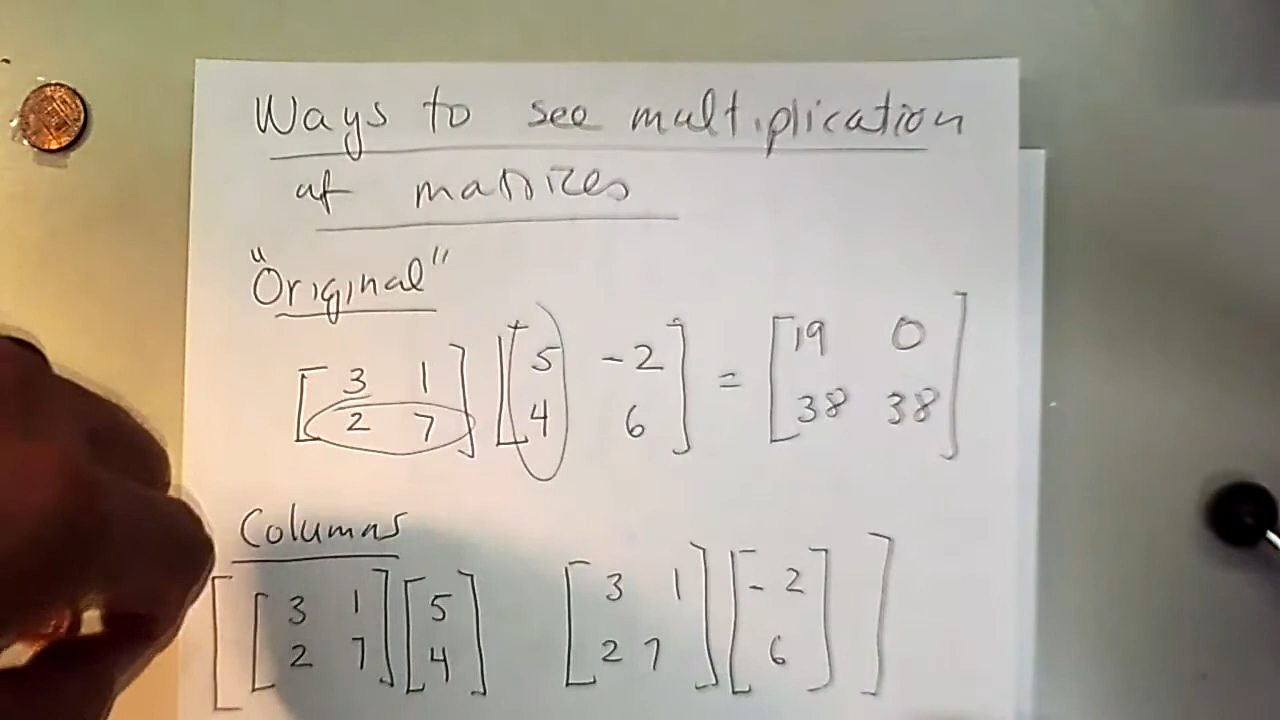 Ways to see multiplication
of matrices
"Original"
[3 1] [5 -2] = [19 0]
[2 7] [4 6] [38 38]
Columns
[[3 1] [5] [3 1] [-2]]
[[2 7] [4] [2 7] [6]]